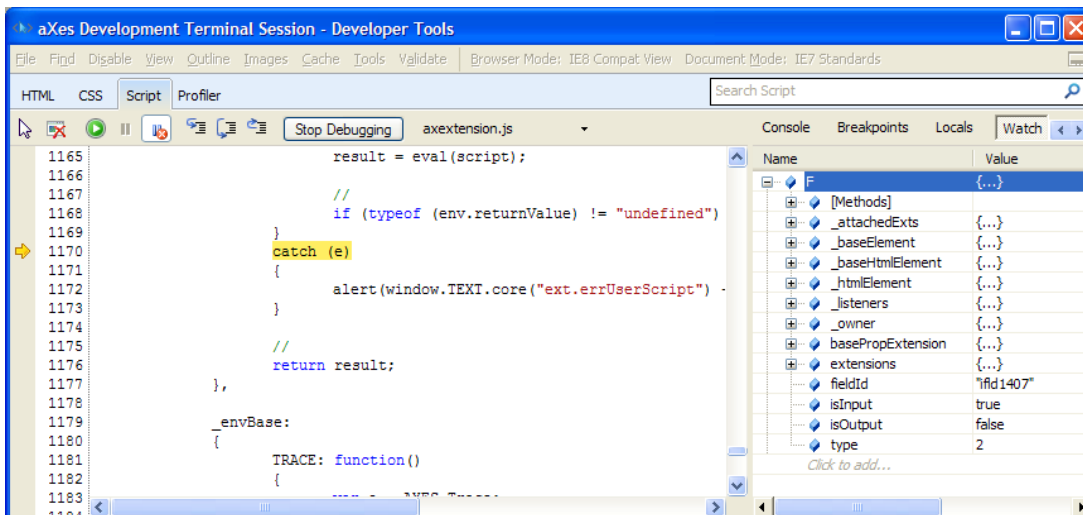 aXes Development Terminal Session - Developer Tools
File Find Disable View Outline Images Cache Tools Validate Browser Mode: IE8 Compat View Document Mode: IE7 Standards
HTML CSS Script Profiler Search Script
Stop Debugging axextension.js Console Breakpoints Locals Watch
1165 result = eval(script); Name Value
1166 F {...}
1167 // [Methods]
1168 if (typeof (env.returnValue) != "undefined") _attachedExts {...}
1169 } _baseElement {...}
1170 catch (e) _baseHtmlElement {...}
1171 { _htmlElement {...}
1172 alert(window.TEXT.core("ext.errUserScript") _listeners {...}
1173 } _owner {...}
1174 basePropExtension {...}
1175 // extensions {...}
1176 return result; fieldId "ifld1407"
1177 }, isInput true
1178 isOutput false
1179 _envBase: type 2
1180 { Click to add...
1181 TRACE: function()
1182 {
1183